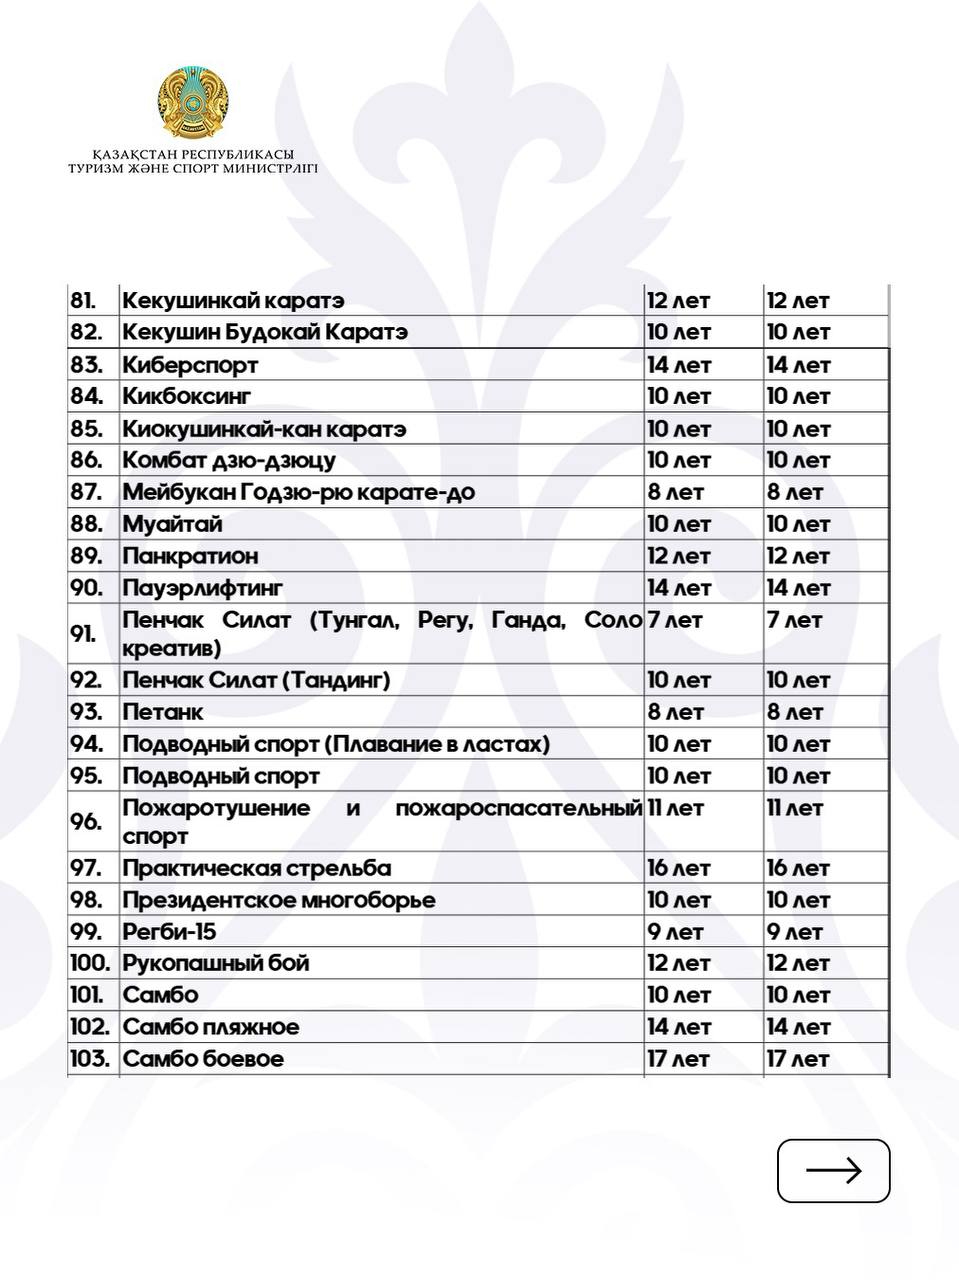 ҚАЗАҚСТАН РЕСПУБЛИКАСЫ
ТУРИЗМ ЖӘНЕ СПОРТ МИНИСТРЛІГІ
81. Кекушинкай каратэ 12 лет 12 лет
82. Кекушин Будокай Каратэ 10 лет 10 лет
83. Киберспорт 14 лет 14 лет
84. Кикбоксинг 10 лет 10 лет
85. Киокушинкай-кан каратэ 10 лет 10 лет
86. Комбат дзю-дзюцу 10 лет 10 лет
87. Мейбукан Годзю-рю карате-до 8 лет 8 лет
88. Муайтай 10 лет 10 лет
89. Панкратион 12 лет 12 лет
90. Пауэрлифтинг 14 лет 14 лет
91. Пенчак Силат (Тунгал, Регу, Ганда, Соло 7 лет 7 лет
креатив)
92. Пенчак Силат (Тандинг) 10 лет 10 лет
93. Петанк 8 лет 8 лет
94. Подводный спорт (Плавание в ластах) 10 лет 10 лет
95. Подводный спорт 10 лет 10 лет
96. Пожаротушение и пожароспасательный 11 лет 11 лет
спорт
97. Практическая стрельба 16 лет 16 лет
98. Президентское многоборье 10 лет 10 лет
99. Регби-15 9 лет 9 лет
100. Рукопашный бой 12 лет 12 лет
101. Самбо 10 лет 10 лет
102. Самбо пляжное 14 лет 14 лет
103. Самбо боевое 17 лет 17 лет